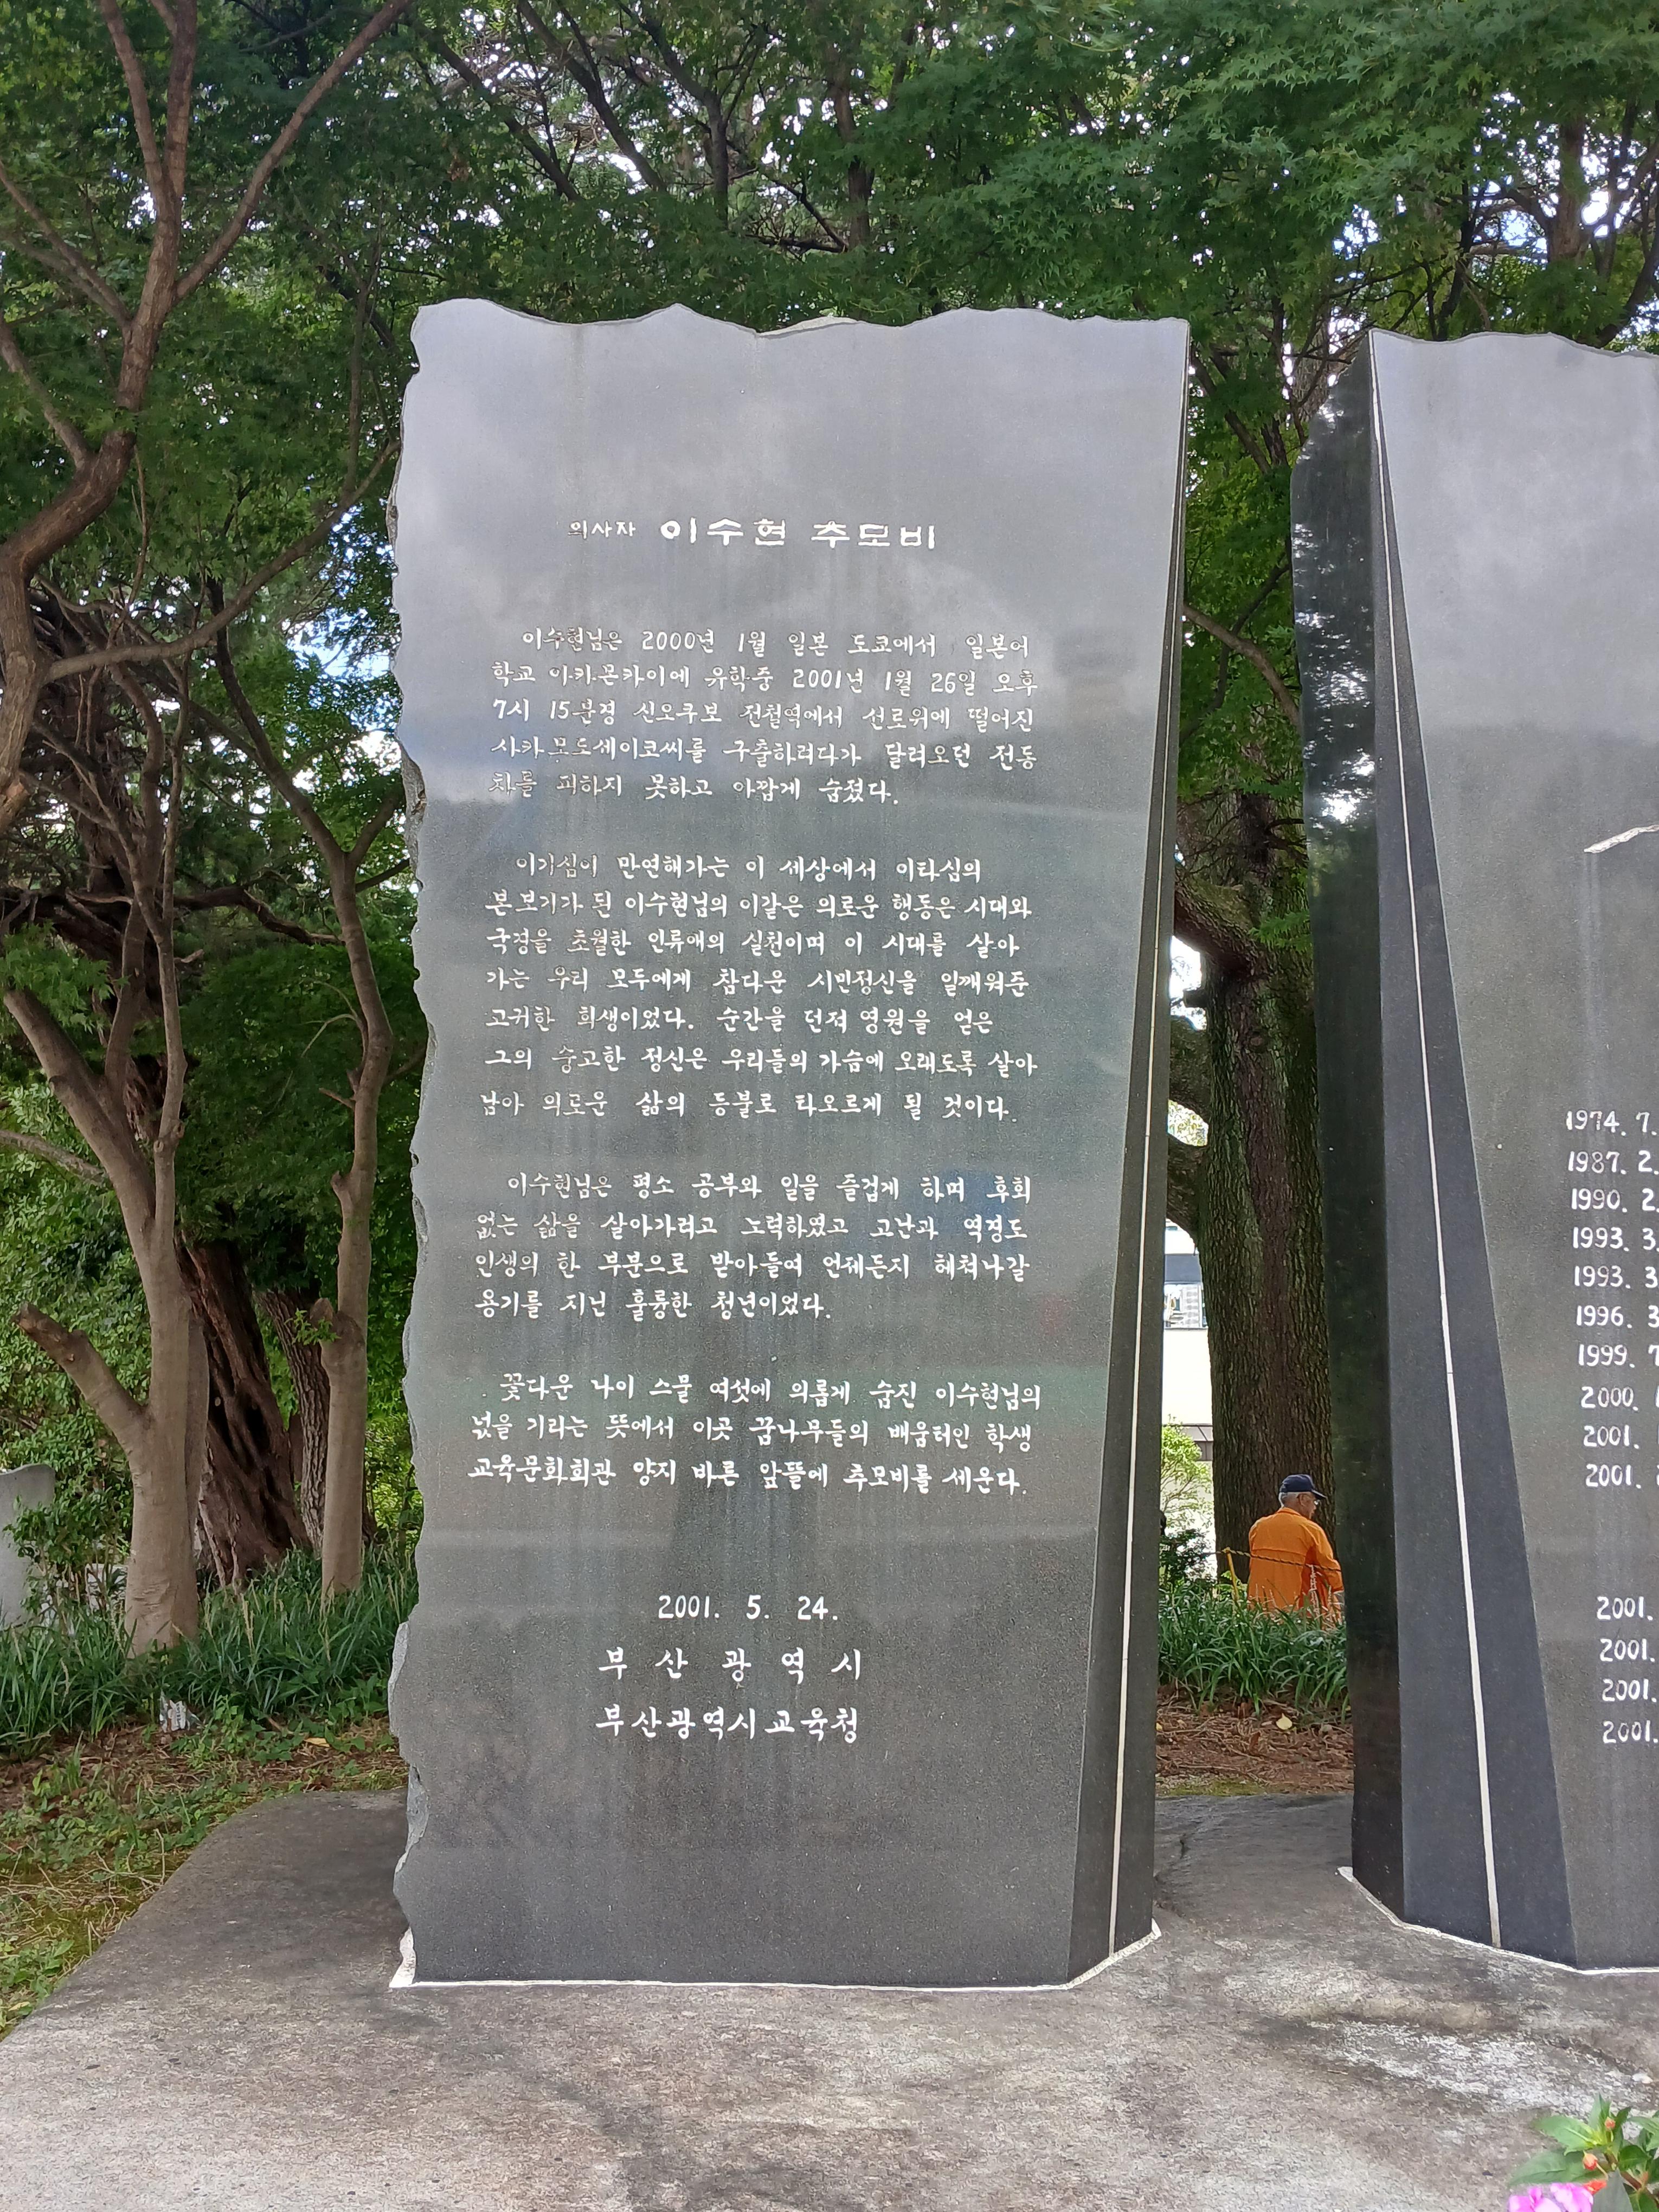 의사자 이수현 추모비
이수현님은 2000년 1월 일본 도쿄에서 일본어
학교 아카몬카이에 유학중 2001년 1월 26일 오후
7시 15분경 신오쿠보 전철역에서 선로위에 떨어진
사카모토세이코씨를 구출하려다가 달려오던 전동
차를 피하지 못하고 아깝게 숨졌다.
이기심이 만연해가는 이 세상에서 이타심의
본보기가 된 이수현님의 이같은 의로운 행동은 시대와
국경을 초월한 인류애의 실천이며 이 시대를 살아
가는 우리 모두에게 참다운 시민정신을 일깨워준
고귀한 희생이었다. 순간을 던져 영원을 얻은
그의 숭고한 정신은 우리들의 가슴에 오래도록 살아
남아 의로운 삶의 등불로 타오르게 될 것이다.
이수현님은 평소 공부와 일을 즐겁게 하며 후회
없는 삶을 살아가려고 노력하였고 고난과 역경도
인생의 한 부분으로 받아들여 언제든지 헤쳐나갈
용기를 지닌 훌륭한 청년이었다.
꽃다운 나이 스물 여섯에 의롭게 숨진 이수현님의
넋을 기리는 뜻에서 이곳 꿈나무들의 배움터인 학생
교육문화회관 양지 바른 앞뜰에 추모비를 세운다.
2001. 5. 24.
부산광역시
부산광역시교육청
1974. 7.
1987. 2.
1990. 2.
1993. 3.
1993. 3
1996. 3
1999. 7
2000. 1
2001. 1
2001. 2
2001.
2001.
2001.
2001.